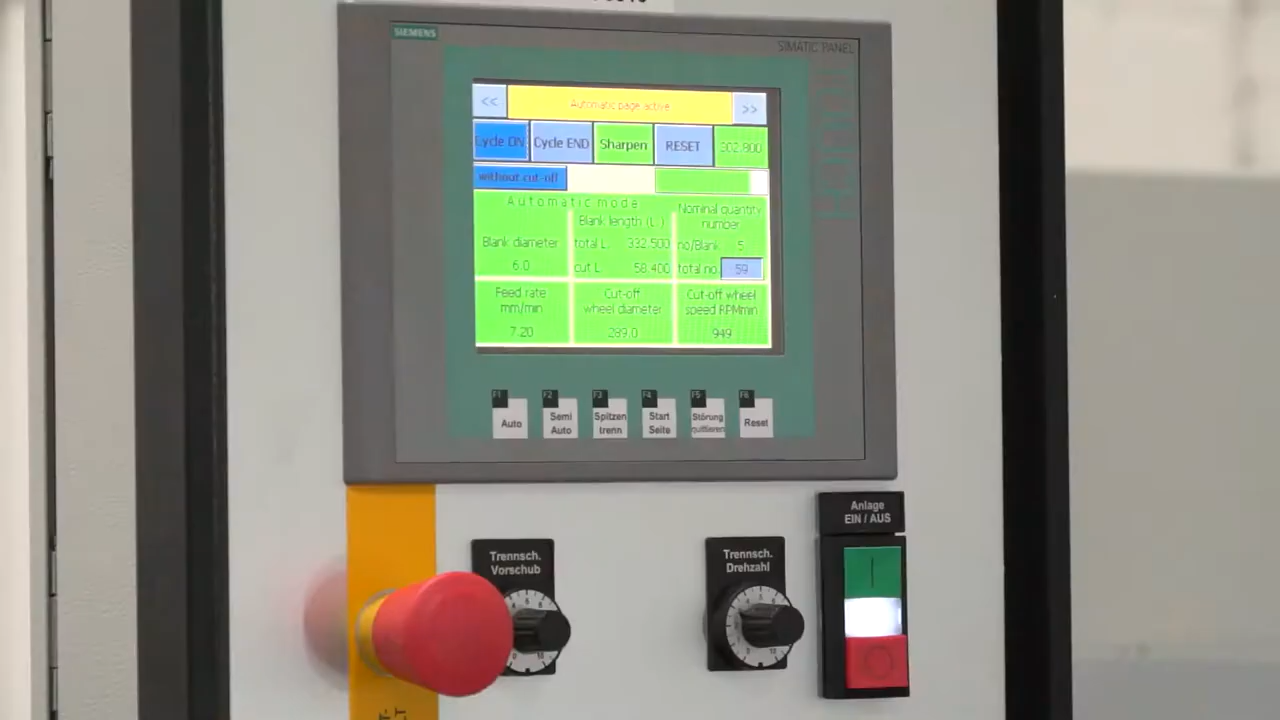 SIEMENS
SIMATIC PANEL
TOUCH
<<
Automatic page active
>>
Cycle ON
Cycle END
Sharpen
RESET
302.800
without cut-off
Automatic mode
Blank diameter
6.0
Blank length (L.)
total L. 332.500
cut L. 58.400
Nominal quantity
number
no/Blank 5
total no. 59
Feed rate
mm/min
7.20
Cut-off
wheel diameter
289.0
Cut-off wheel
speed RPMmin
949
F1
Auto
F2
Semi
Auto
F3
Spitzen
trenn
F4
Start
Seite
F5
Störung
quittieren
F6
Reset
Anlage
EIN / AUS
I
O
Trennsch.
Vorschub
Trennsch.
Drehzahl